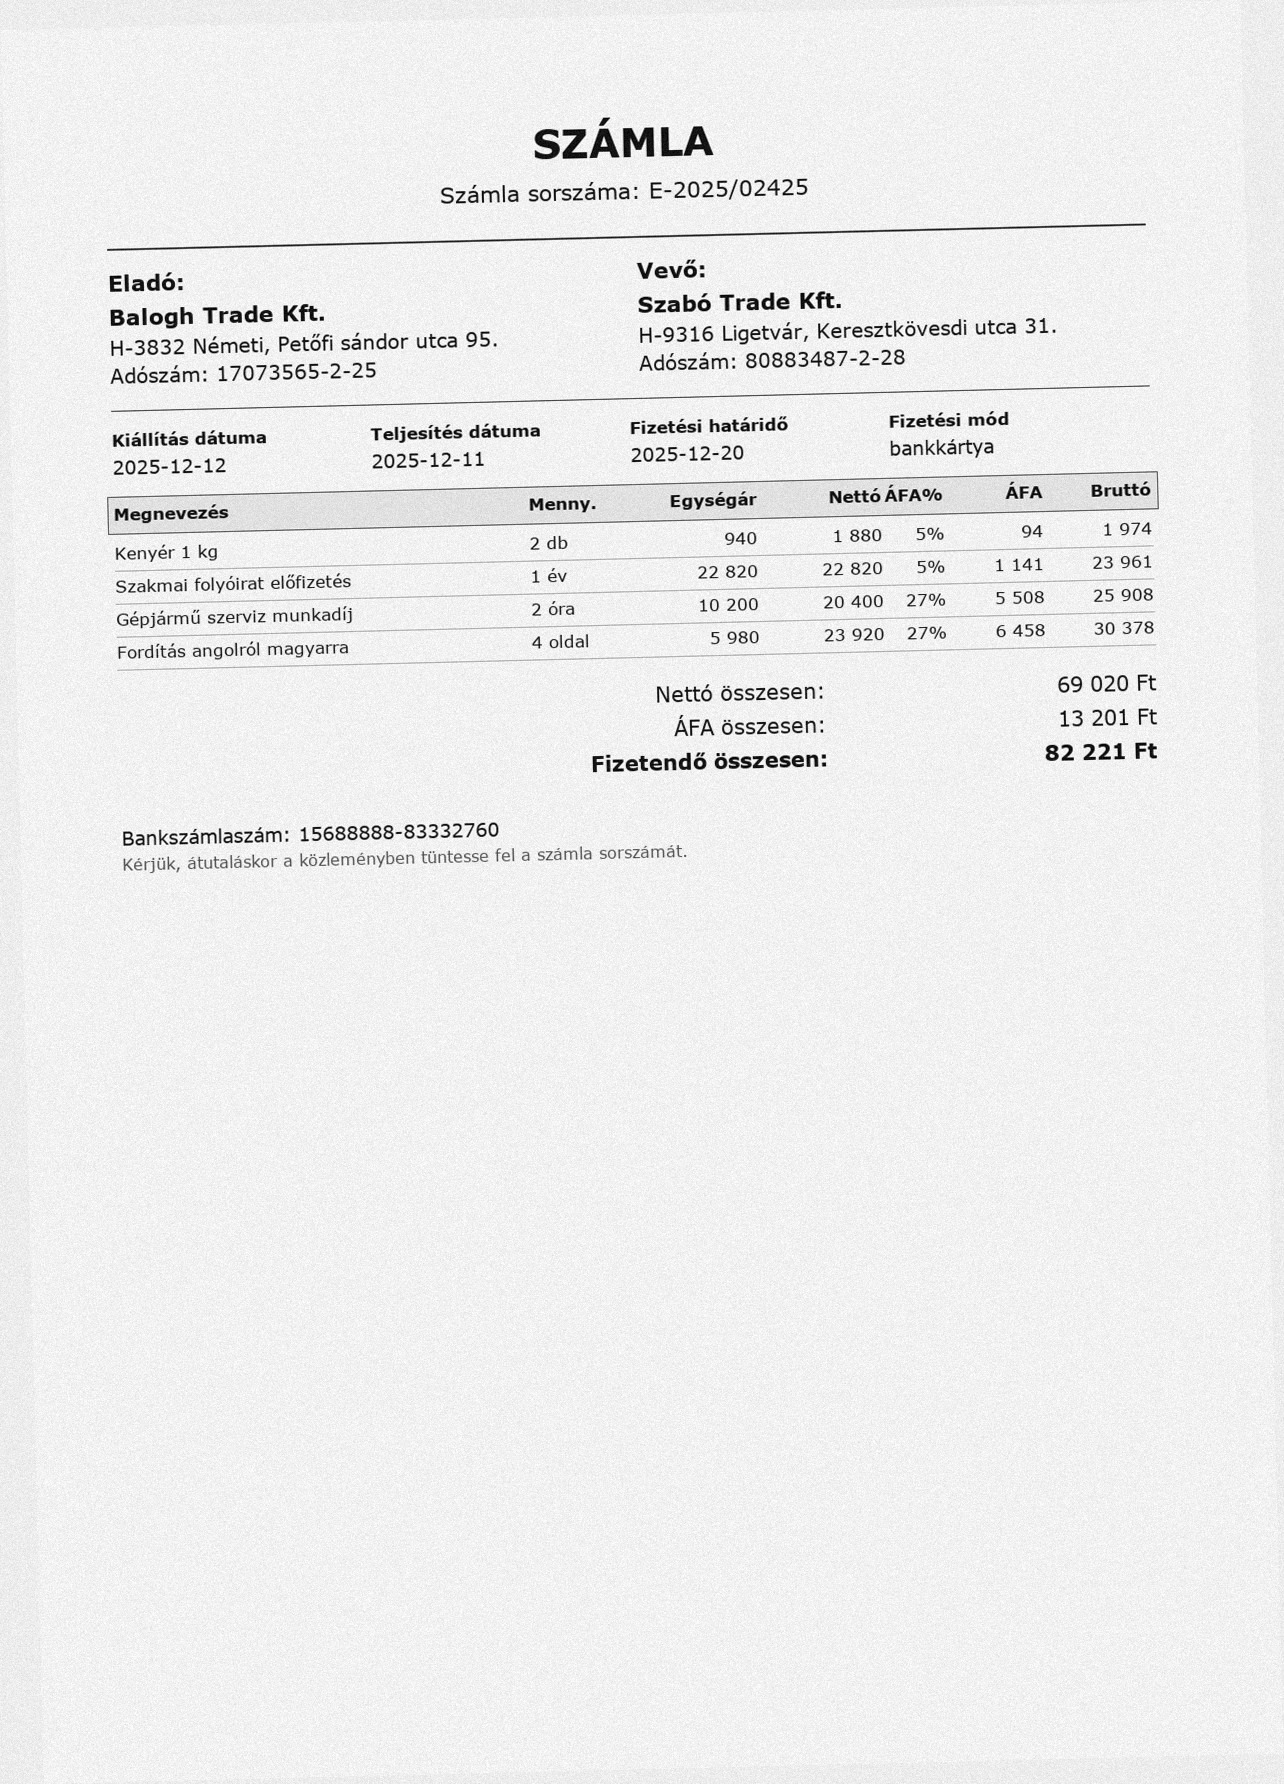 SZÁMLA
Számla sorszáma: E-2025/02425
Eladó:
Balogh Trade Kft.
H-3832 Németi, Petőfi sándor utca 95.
Adószám: 17073565-2-25
Vevő:
Szabó Trade Kft.
H-9316 Ligetvár, Keresztkövesdi utca 31.
Adószám: 80883487-2-28
Kiállítás dátuma Teljesítés dátuma Fizetési határidő Fizetési mód
2025-12-12 2025-12-11 2025-12-20 bankkártya
Megnevezés Menny. Egységár Nettó ÁFA% ÁFA Bruttó
Kenyér 1 kg 2 db 940 1 880 5% 94 1 974
Szakmai folyóirat előfizetés 1 év 22 820 22 820 5% 1 141 23 961
Gépjármű szerviz munkadíj 2 óra 10 200 20 400 27% 5 508 25 908
Fordítás angolról magyarra 4 oldal 5 980 23 920 27% 6 458 30 378
Nettó összesen: 69 020 Ft
ÁFA összesen: 13 201 Ft
Fizetendő összesen: 82 221 Ft
Bankszámlaszám: 15688888-83332760
Kérjük, átutaláskor a közleményben tüntesse fel a számla sorszámát.